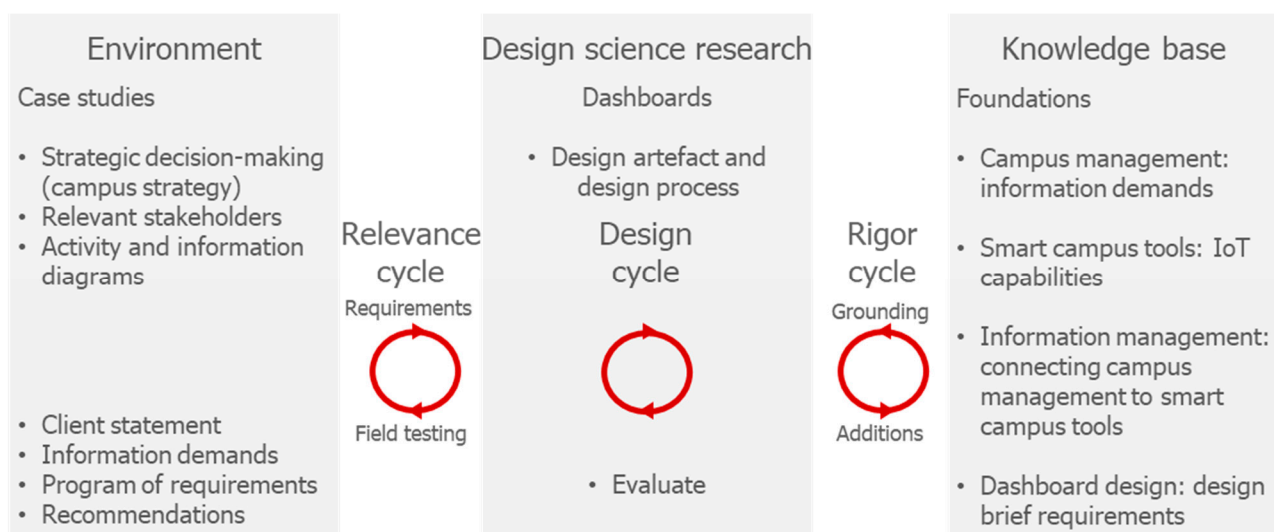 Environment
Case studies
• Strategic decision-making
(campus strategy)
• Relevant stakeholders
• Activity and information
diagrams
• Client statement
• Information demands
• Program of requirements
• Recommendations
Relevance
cycle
Requirements
Field testing
Design science research
Dashboards
• Design artefact and
design process
Design
cycle
• Evaluate
Rigor
cycle
Grounding
Additions
Knowledge base
Foundations
• Campus management:
information demands
• Smart campus tools: IoT
capabilities
• Information management:
connecting campus
management to smart
campus tools
• Dashboard design: design
brief requirements